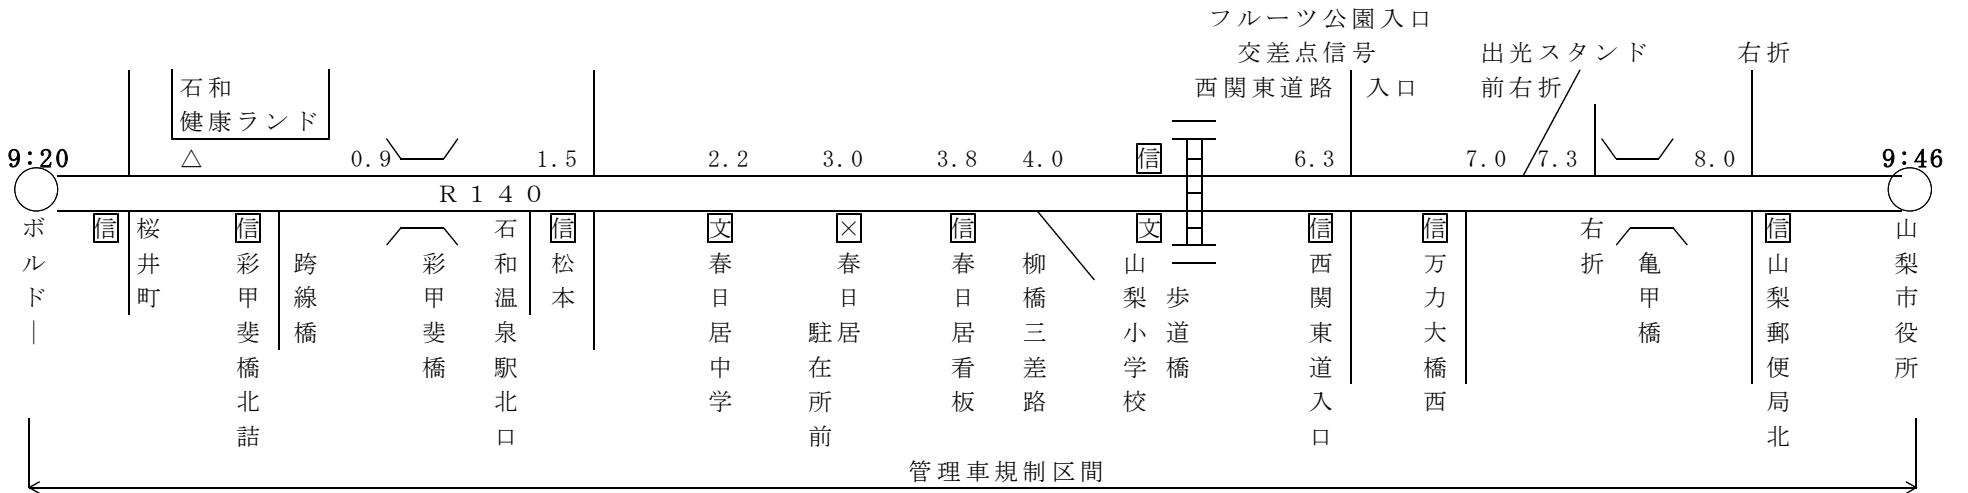 フルーツ公園入口
交差点信号
西関東道路 入口
出光スタンド
前右折
右折
石和
健康ランド
9:20
△
0.9
1.5
2.2
3.0
3.8
4.0
信
6.3
7.0
7.3
8.0
9:46
R140
ボルドー
信
桜井町
信
彩甲斐橋北詰
跨線橋
彩甲斐橋
石和温泉駅北口
信
松本
文
春日居中学
×
春日居
駐在所前
信
春日居看板
柳橋三差路
文
山梨小学校
歩道橋
信
西関東道入口
信
万力大橋西
右折
亀甲橋
信
山梨郵便局北
山梨市役所
管理車規制区間